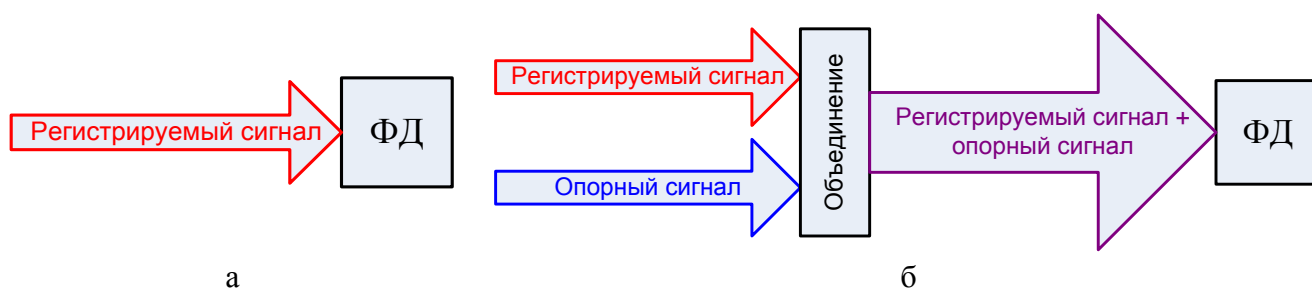 Регистрируемый сигнал
ФД
а
Регистрируемый сигнал
Опорный сигнал
Объединение
Регистрируемый сигнал +
опорный сигнал
ФД
б